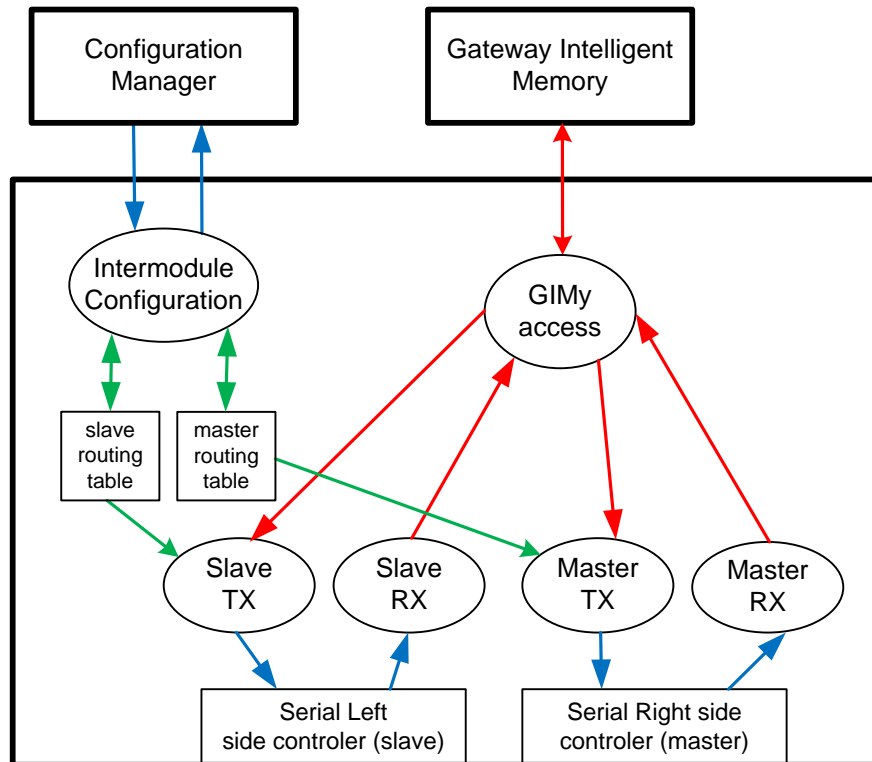 Configuration
Manager
Gateway Intelligent
Memory
Intermodule
Configuration
GIMy
access
slave
routing
table
master
routing
table
Slave
TX
Slave
RX
Master
TX
Master
RX
Serial Left
side controler (slave)
Serial Right side
controler (master)